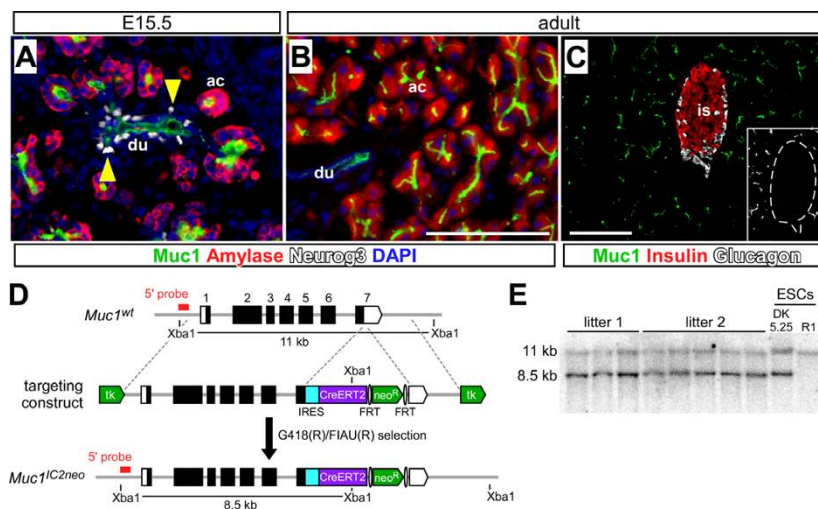 E15.5
adult
A
ac
du
B
ac
du
C
is
Muc1 Amylase Neurog3 DAPI
Muc1 Insulin Glucagon
D
5' probe
1 2 3 4 5 6 7
Muc1wt
Xba1 Xba1
11 kb
Xba1
targeting
construct
tk CreERT2 neoR tk
IRES FRT FRT
G418(R)/FIAU(R) selection
5' probe
Muc1IC2neo
CreERT2 neoR
Xba1 Xba1 Xba1
8.5 kb
E
ESCs
litter 1 litter 2 DK
5.25 R1
11 kb
8.5 kb